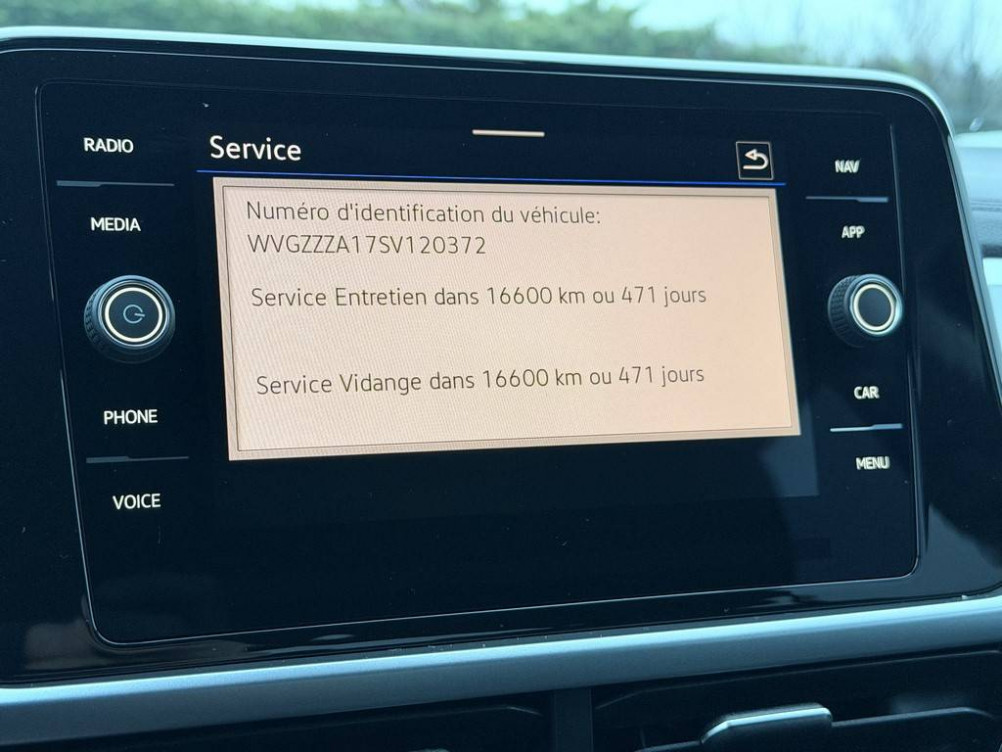 RADIO
MEDIA
PHONE
VOICE
Service
Numéro d'identification du véhicule:
WVGZZZA17SV120372
Service Entretien dans 16600 km ou 471 jours
Service Vidange dans 16600 km ou 471 jours
NAV
APP
CAR
MENU